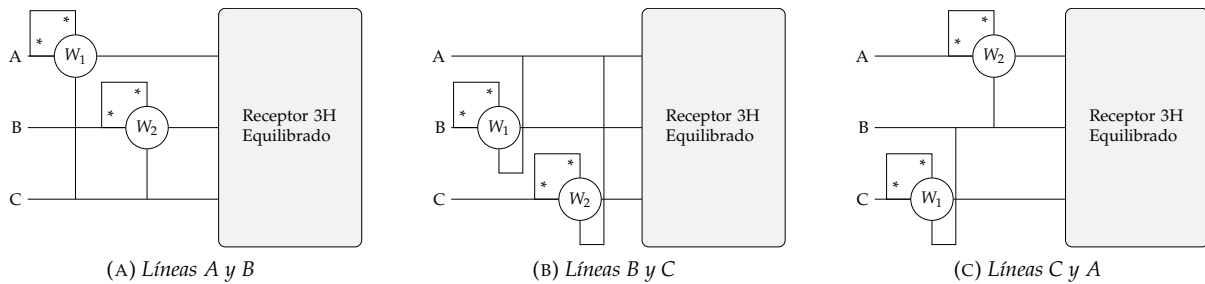 *
*
A
W1
*
*
B
W2
C
Receptor 3H
Equilibrado
(A) Líneas A y B
A
*
*
B
W1
*
*
C
W2
Receptor 3H
Equilibrado
(B) Líneas B y C
*
*
A
W2
B
*
*
C
W1
Receptor 3H
Equilibrado
(C) Líneas C y A